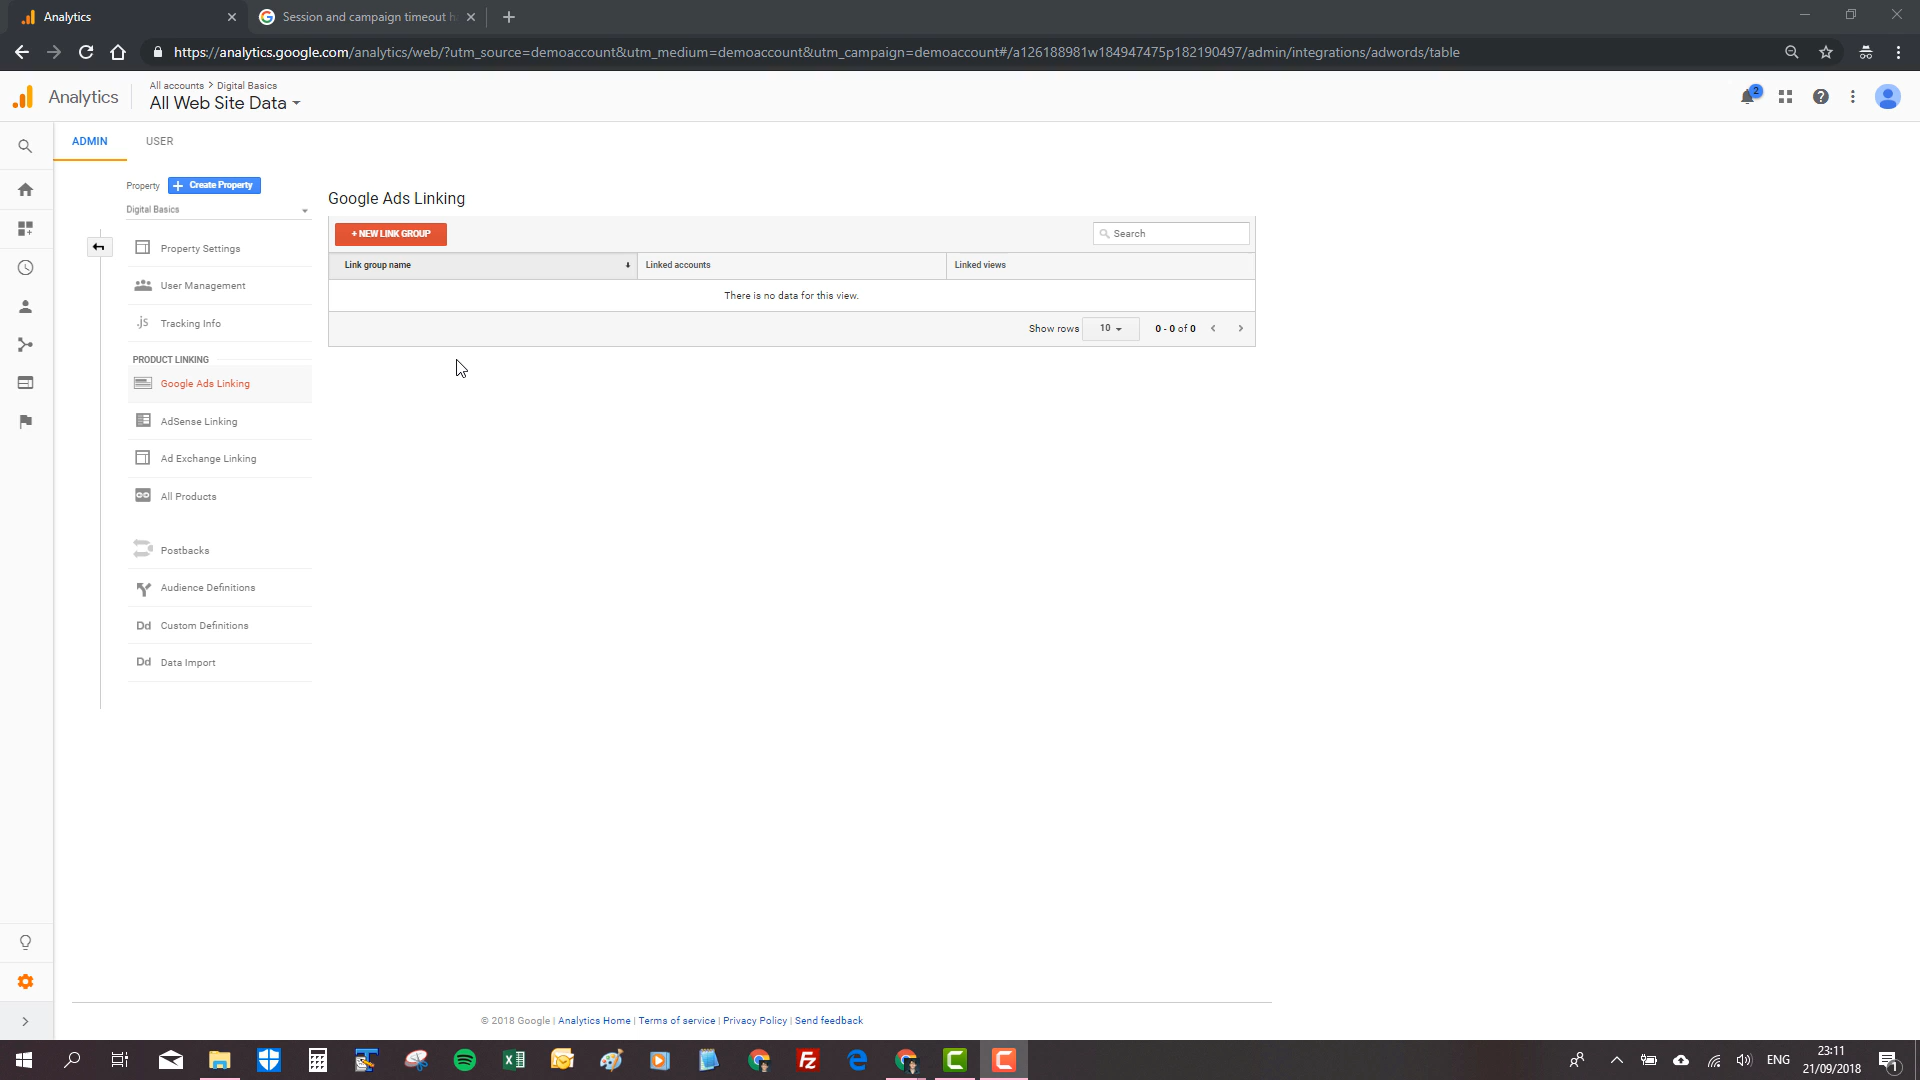 Analytics
Session and campaign timeout h
https://analytics.google.com/analytics/web/?utm_source=demoaccount&utm_medium=demoaccount&utm_campaign=demoaccount#/a126188981w184947475p182190497/admin/integrations/adwords/table
Analytics
All accounts > Digital Basics
All Web Site Data
2
ADMIN USER
Property + Create Property
Digital Basics
Property Settings
User Management
.js Tracking Info
PRODUCT LINKING
Google Ads Linking
AdSense Linking
Ad Exchange Linking
All Products
Postbacks
Audience Definitions
Dd Custom Definitions
Dd Data Import
Google Ads Linking
+ NEW LINK GROUP
Search
Link group name Linked accounts Linked views
There is no data for this view.
Show rows 10 0 - 0 of 0
© 2018 Google | Analytics Home | Terms of service | Privacy Policy | Send feedback
ENG
23:11
21/09/2018
1